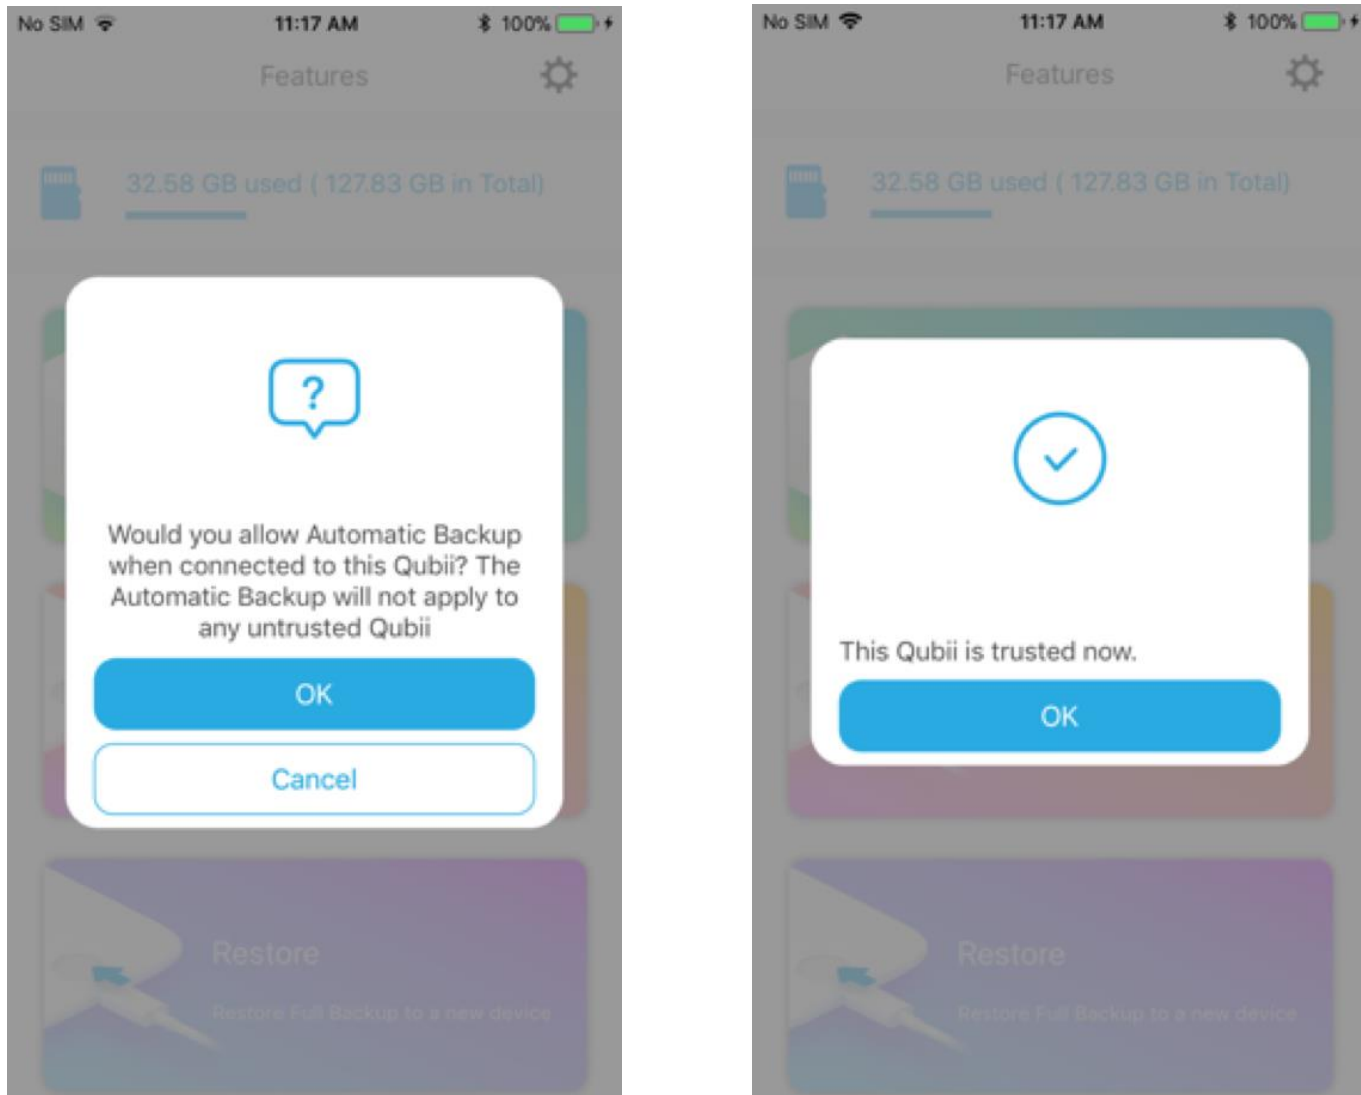 No SIM 11:17 AM 100%
Features
32.58 GB used ( 127.83 GB in Total)
?
Would you allow Automatic Backup
when connected to this Qubii? The
Automatic Backup will not apply to
any untrusted Qubii
OK
Cancel
Restore
Restore Full Backup to a new device
No SIM 11:17 AM 100%
Features
32.58 GB used ( 127.83 GB in Total)
This Qubii is trusted now.
OK
Restore
Restore Full Backup to a new device